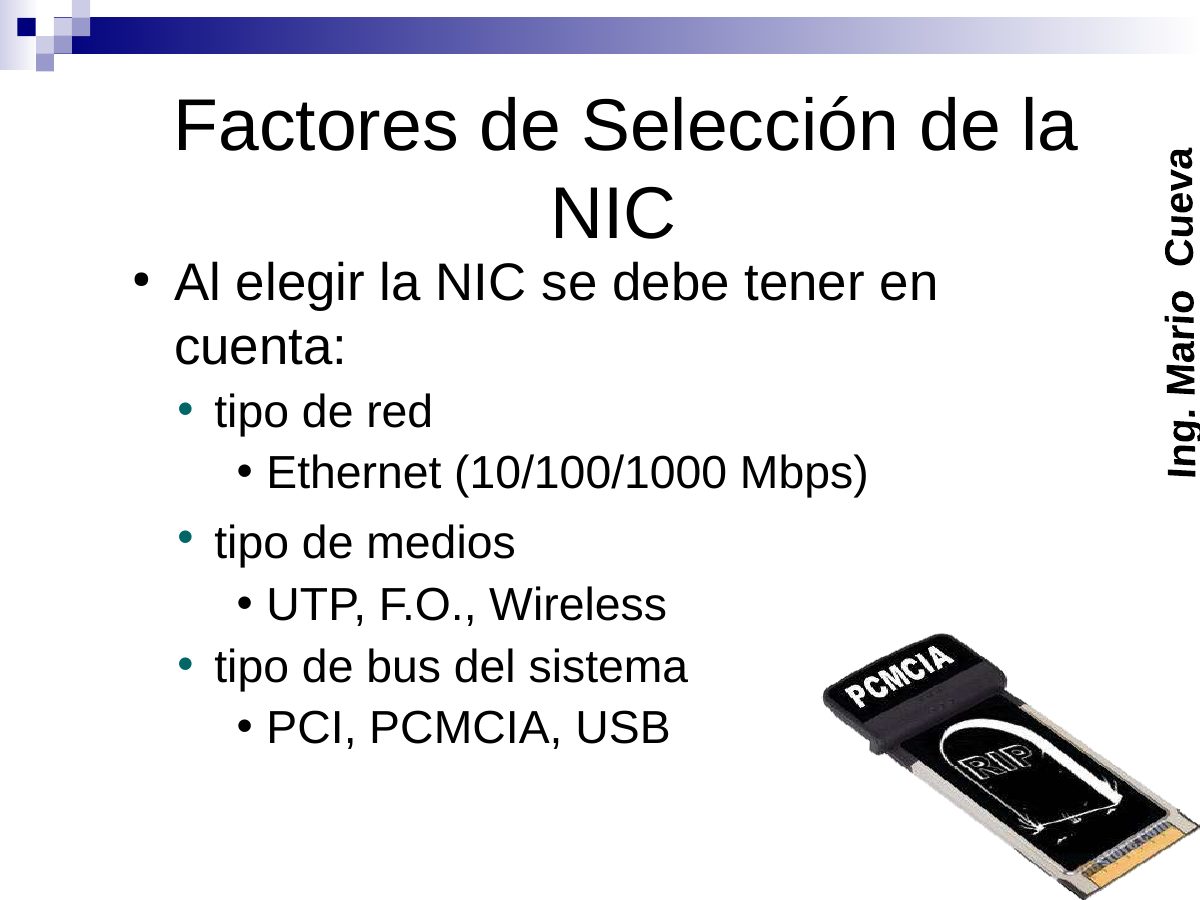 Factores de Selección de la
NIC
• Al elegir la NIC se debe tener en
cuenta:
• tipo de red
• Ethernet (10/100/1000 Mbps)
• tipo de medios
• UTP, F.O., Wireless
• tipo de bus del sistema
• PCI, PCMCIA, USB
Ing. Mario Cueva
PCMCIA
RIP